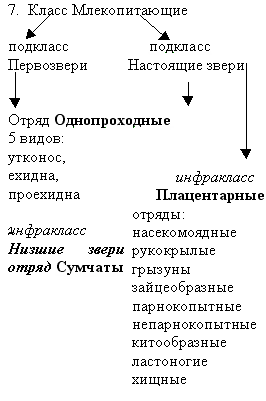 7. Класс Млекопитающие
подкласс подкласс
Первозвери Настоящие звери
Отряд Однопроходные
5 видов:
утконос,
ехидна,
проехидна
инфракласс
Плацентарные
отряды:
насекомоядные
рукокрылые
грызуны
зайцеобразные
парнокопытные
непарнокопытные
китообразные
ластоногие
хищные
инфракласс
Низшие звери
отряд Сумчаты